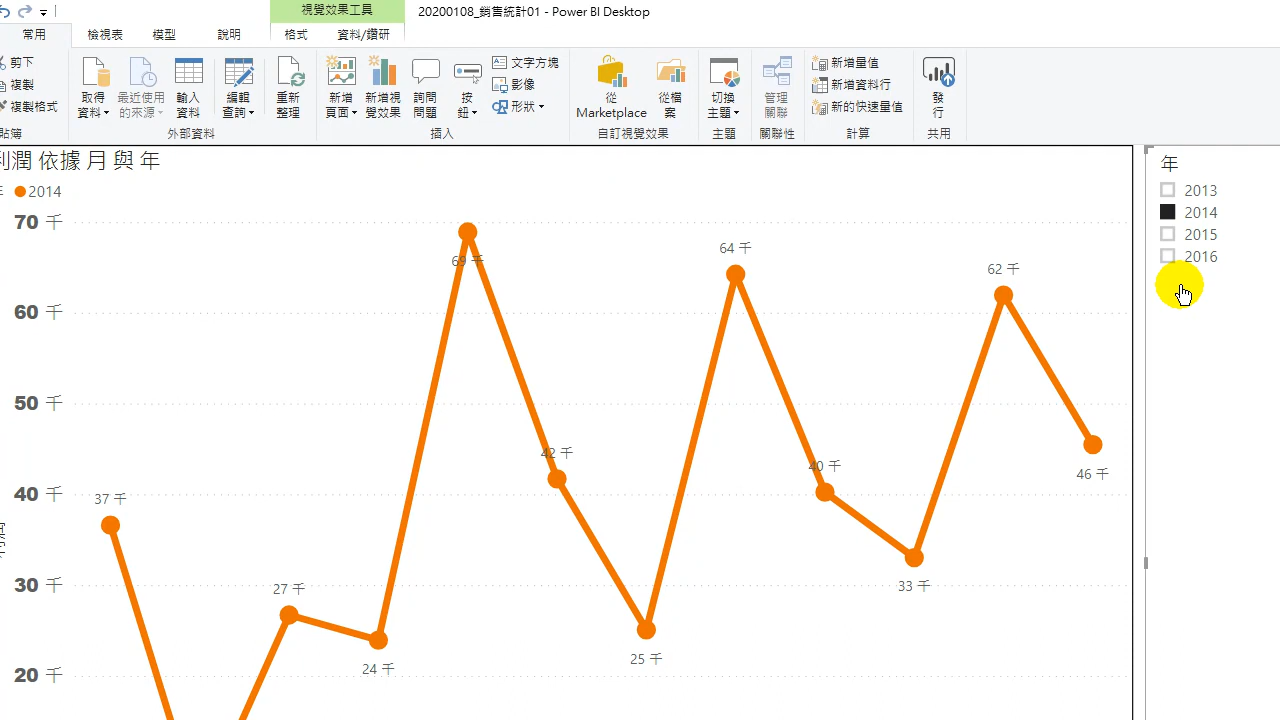 視覺效果工具
20200108_銷售統計01 - Power BI Desktop
常用 檢視表 模型 說明 格式 資料/鑽研
剪下
複製
複製格式
貼簿
取得
資料
最近使用
的來源
輸入
資料
編輯
查詢
外部資料
重新
整理
新增
頁面
新增視
覺效果
詢問
問題
按
鈕
文字方塊
影像
形狀
插入
從
Marketplace
從檔
案
自訂視覺效果
切換
主題
主題
管理
關聯
關聯性
新增量值
新增資料行
新的快速量值
計算
發
行
共用
利潤 依據 月 與 年
年 2014
70 千
60 千
50 千
40 千
30 千
20 千
37 千
27 千
24 千
69 千
42 千
25 千
64 千
40 千
33 千
62 千
46 千
年
2013
2014
2015
2016